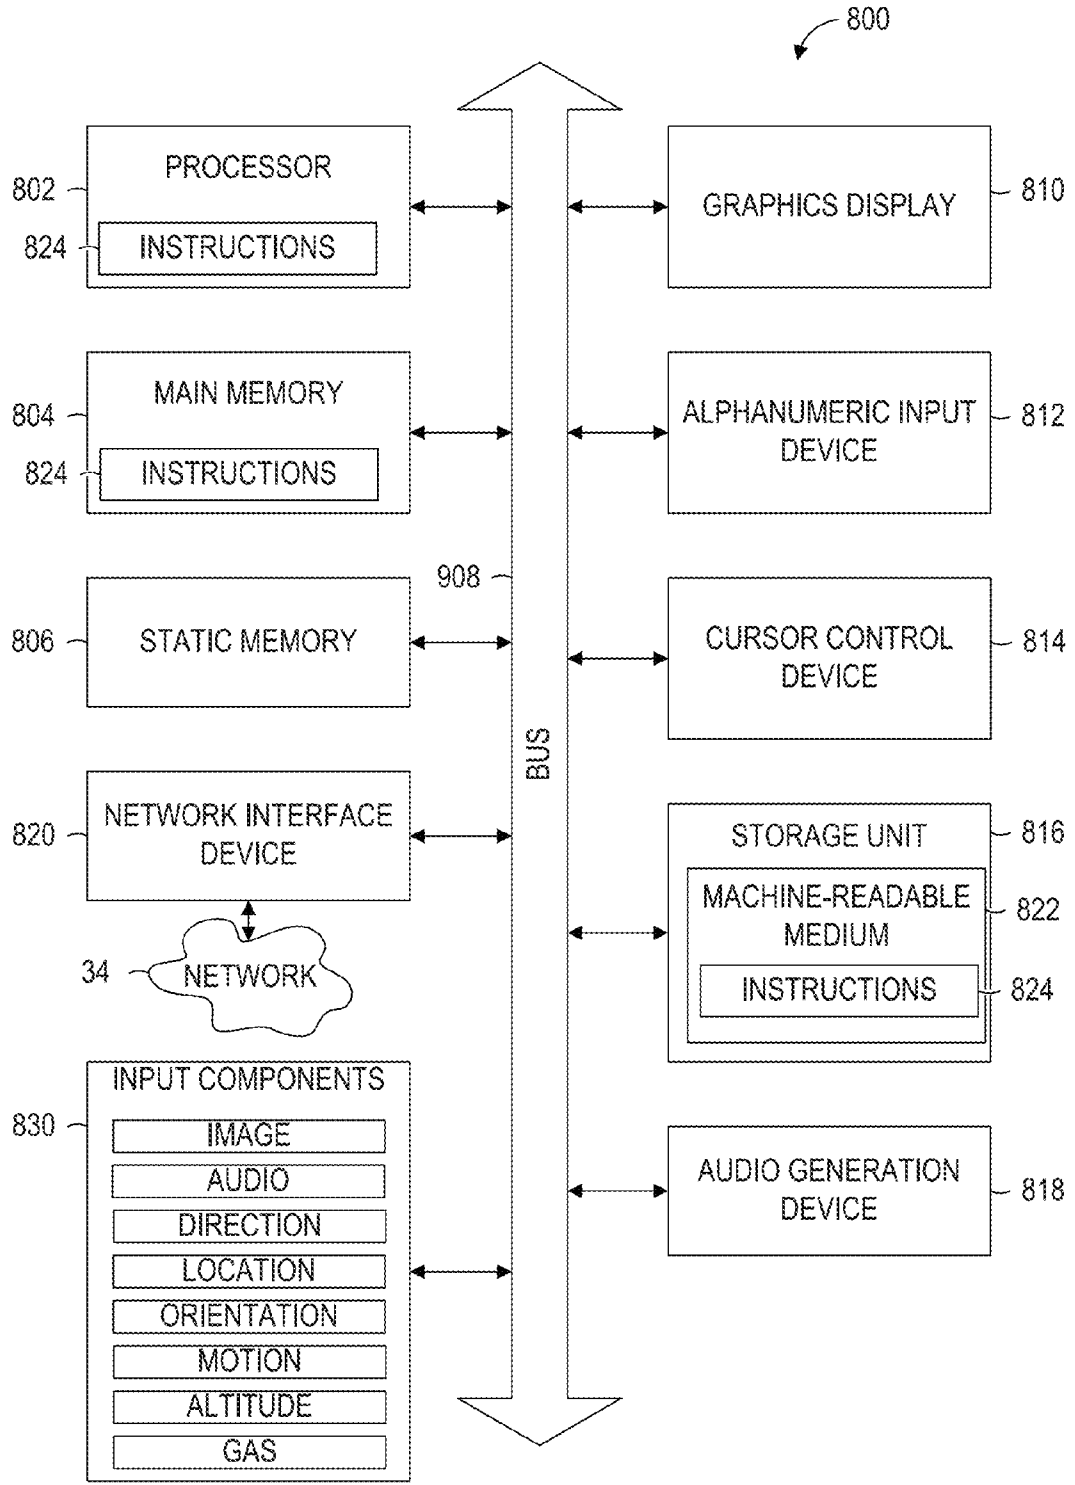 800
PROCESSOR
802
824
INSTRUCTIONS
MAIN MEMORY
804
824
INSTRUCTIONS
908
806
STATIC MEMORY
BUS
820
NETWORK INTERFACE
DEVICE
34
NETWORK
INPUT COMPONENTS
830
IMAGE
AUDIO
DIRECTION
LOCATION
ORIENTATION
MOTION
ALTITUDE
GAS
GRAPHICS DISPLAY
810
ALPHANUMERIC INPUT
DEVICE
812
CURSOR CONTROL
DEVICE
814
STORAGE UNIT
816
MACHINE-READABLE
MEDIUM
822
INSTRUCTIONS
824
AUDIO GENERATION
DEVICE
818